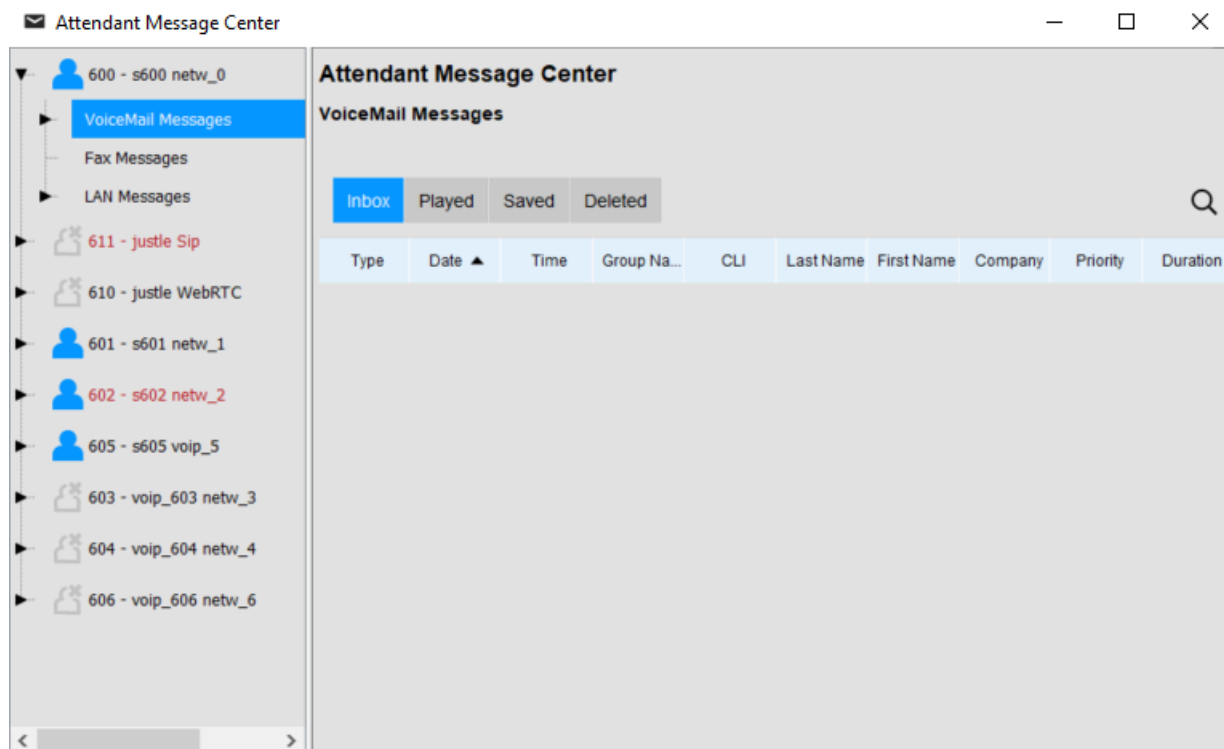 Attendant Message Center
600 - s600 netw_0
VoiceMail Messages
Fax Messages
LAN Messages
611 - justle Sip
610 - justle WebRTC
601 - s601 netw_1
602 - s602 netw_2
605 - s605 voip_5
603 - voip_603 netw_3
604 - voip_604 netw_4
606 - voip_606 netw_6
Attendant Message Center
VoiceMail Messages
Inbox Played Saved Deleted
Type Date Time Group Na... CLI Last Name First Name Company Priority Duration